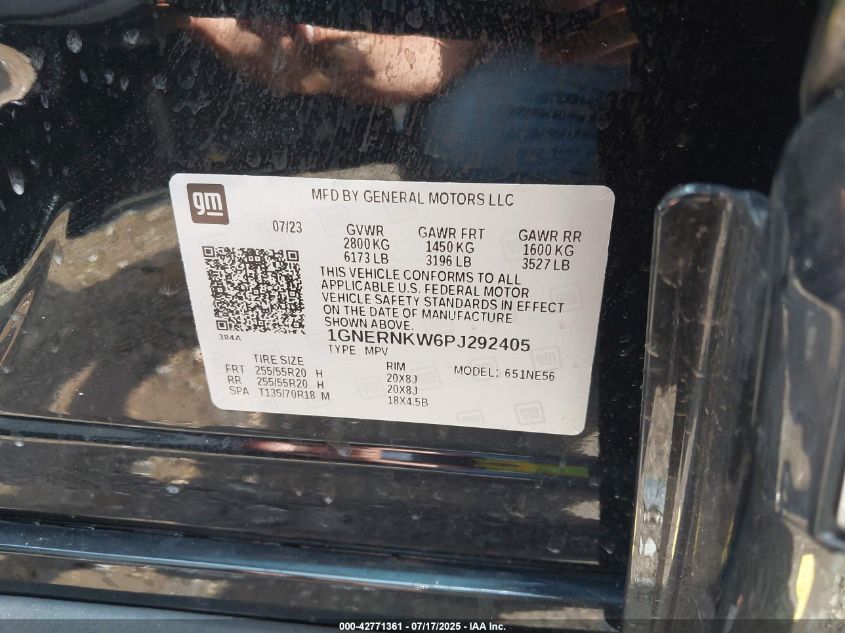 gm
MFD BY GENERAL MOTORS LLC
07/23
GVWR
2800 KG
6173 LB
GAWR FRT
1450 KG
3196 LB
GAWR RR
1600 KG
3527 LB
THIS VEHICLE CONFORMS TO ALL
APPLICABLE U.S. FEDERAL MOTOR
VEHICLE SAFETY STANDARDS IN EFFECT
ON THE DATE OF MANUFACTURE
SHOWN ABOVE.
384A
1GNERNKW6PJ292405
TYPE MPV
TIRE SIZE RIM MODEL: 651NE56
FRT 255/55R20 H 20X8J
RR 255/55R20 H 20X8J
SPA T135/70R18 M 18X4.5B
000-42771361 - 07/17/2025 - IAA Inc.